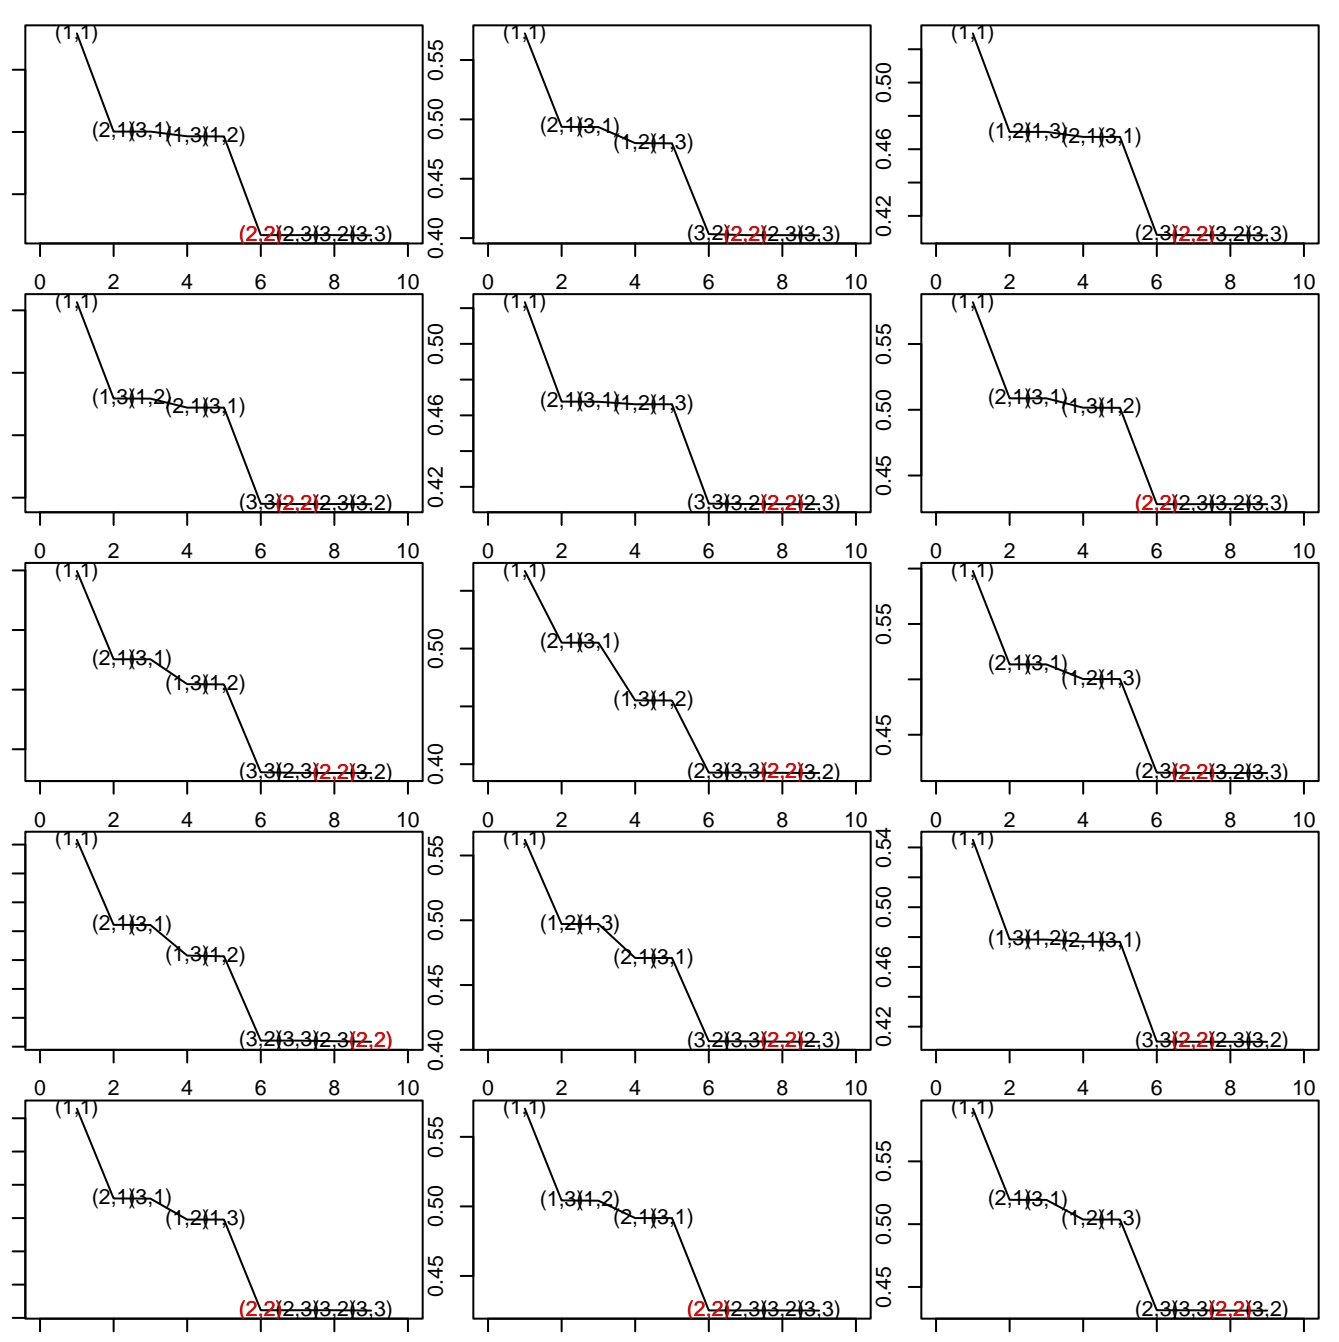 (1,1) (1,1) (1,1)
0.55 0.50 0.45 0.40
0.50 0.46 0.42
(2,1) (3,1) (1,3) (1,2) (2,1) (3,1) (1,2) (1,3) (1,2) (1,3) (2,1) (3,1)
(2,2) (2,3) (3,2) (3,3) (3,2) (2,2) (2,3) (3,3) (2,3) (2,2) (3,2) (3,3)
0 2 4 6 8 10 0 2 4 6 8 10 0 2 4 6 8 10
(1,1) (1,1) (1,1)
0.50 0.46 0.42
0.55 0.50 0.45
(1,3) (1,2) (2,1) (3,1) (2,1) (3,1) (1,2) (1,3) (2,1) (3,1) (1,3) (1,2)
(3,3) (2,2) (2,3) (3,2) (3,3) (3,2) (2,2) (2,3) (2,2) (2,3) (3,2) (3,3)
0 2 4 6 8 10 0 2 4 6 8 10 0 2 4 6 8 10
(1,1) (1,1) (1,1)
0.50 0.40
0.55 0.45
(2,1) (3,1) (1,3) (1,2) (2,1) (3,1) (1,3) (1,2) (2,1) (3,1) (1,2) (1,3)
(3,3) (2,3) (2,2) (3,2) (2,3) (3,3) (2,2) (3,2) (2,3) (2,2) (3,2) (3,3)
0 2 4 6 8 10 0 2 4 6 8 10 0 2 4 6 8 10
(1,1) (1,1) (1,1)
0.55 0.50 0.45 0.40
0.54 0.50 0.46 0.42
(2,1) (3,1) (1,3) (1,2) (1,2) (1,3) (2,1) (3,1) (1,3) (1,2) (2,1) (3,1)
(3,2) (3,3) (2,3) (2,2) (3,2) (3,3) (2,2) (2,3) (3,3) (2,2) (2,3) (3,2)
0 2 4 6 8 10 0 2 4 6 8 10 0 2 4 6 8 10
(1,1) (1,1) (1,1)
0.55 0.50 0.45
0.55 0.50 0.45
(2,1) (3,1) (1,2) (1,3) (1,3) (1,2) (2,1) (3,1) (2,1) (3,1) (1,2) (1,3)
(2,2) (2,3) (3,2) (3,3) (2,2) (2,3) (3,2) (3,3) (2,3) (3,3) (2,2) (3,2)